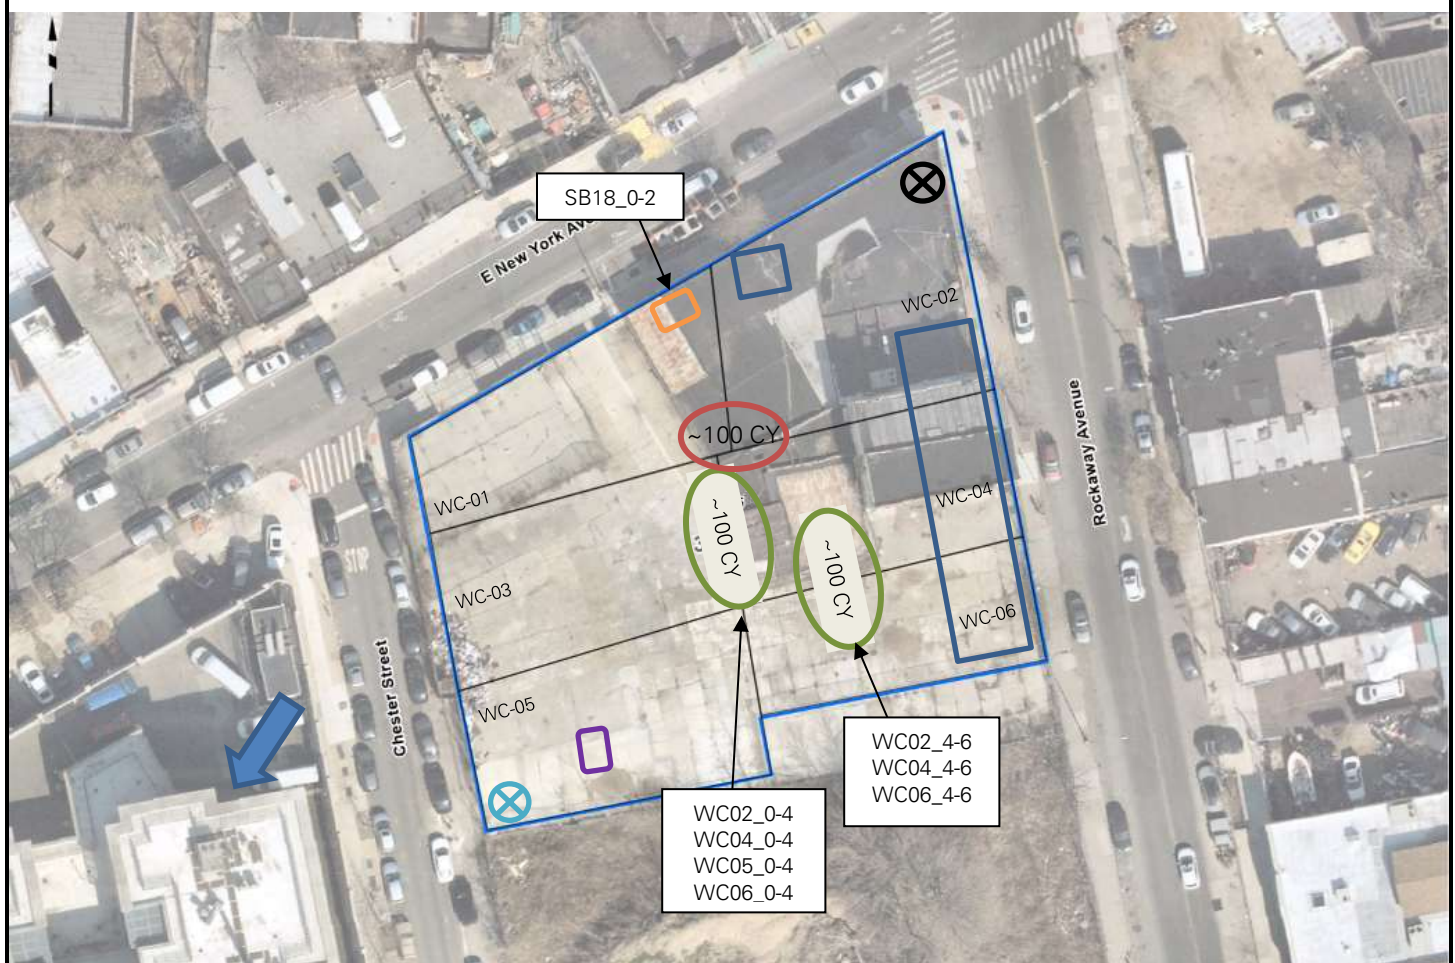 SB18_0-2
E New York Ave
WC-02
~100 CY
WC-01
WC-04
~100 CY
~100 CY
Rockaway Avenue
WC-03
WC-06
WC-05
Chester Street
WC02_4-6
WC04_4-6
WC06_4-6
WC02_0-4
WC04_0-4
WC05_0-4
WC06_0-4